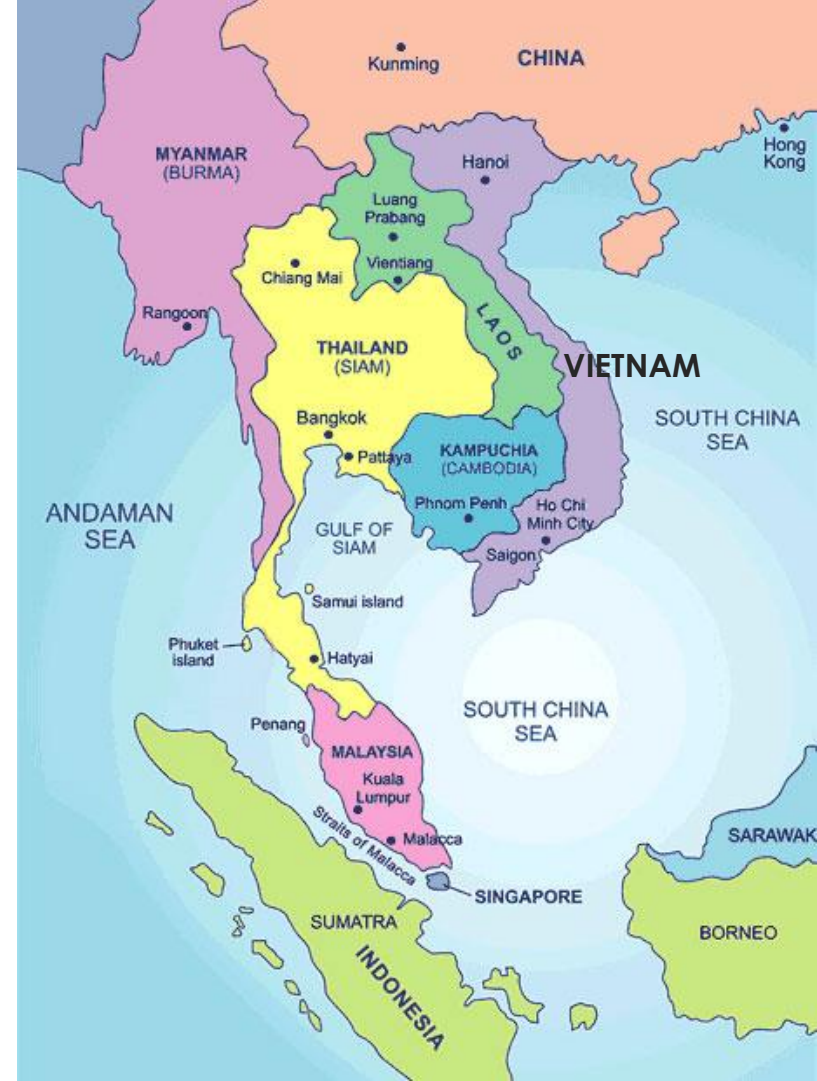 Kunming
CHINA
Hong
Kong
MYANMAR
(BURMA)
Hanoi
Luang
Prabang
Vientiang
Chiang Mai
Rangoon
LAOS
THAILAND
(SIAM)
VIETNAM
SOUTH CHINA
SEA
Bangkok
Pattaya
KAMPUCHIA
(CAMBODIA)
Phnom Penh
Ho Chi
Minh City
Saigon
ANDAMAN
SEA
GULF OF
SIAM
Samui island
Phuket
island
Hatyai
SOUTH CHINA
SEA
Penang
MALAYSIA
Kuala
Lumpur
Malacca
Straits of Malacca
SARAWAK
SINGAPORE
SUMATRA
BORNEO
INDONESIA